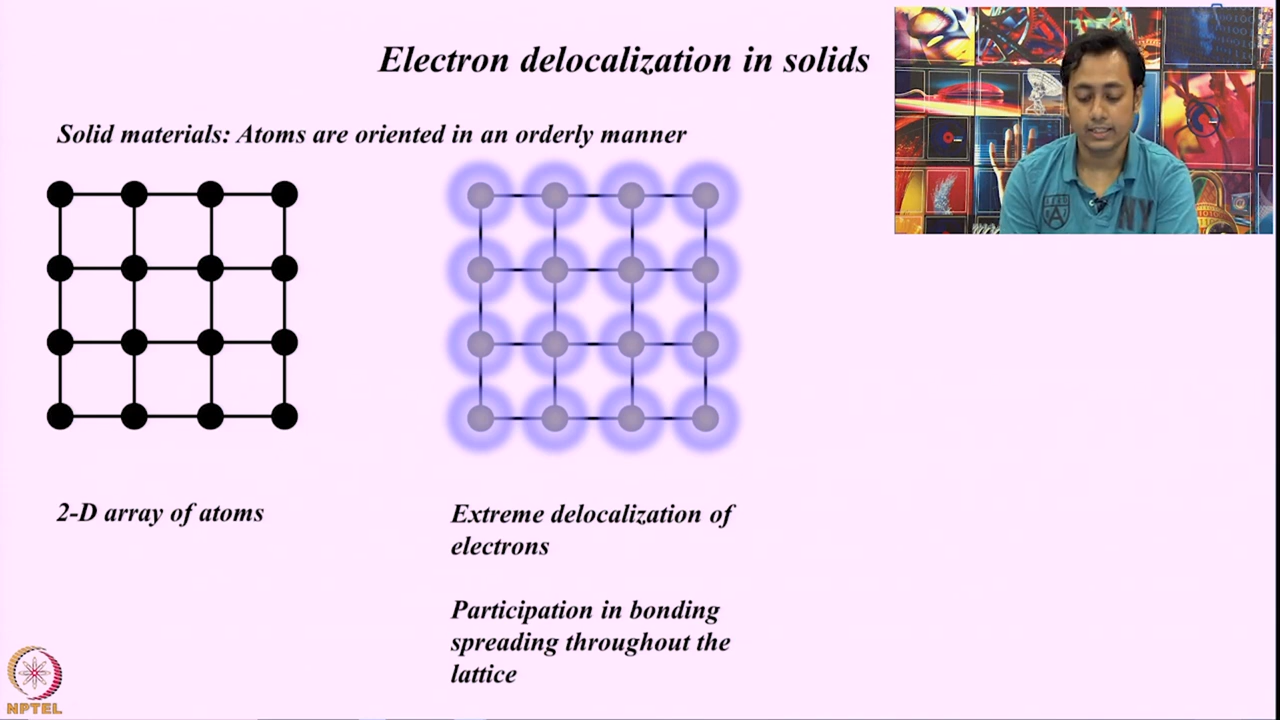 Electron delocalization in solids
Solid materials: Atoms are oriented in an orderly manner
2-D array of atoms
Extreme delocalization of
electrons
Participation in bonding
spreading throughout the
lattice
NPTEL
NY